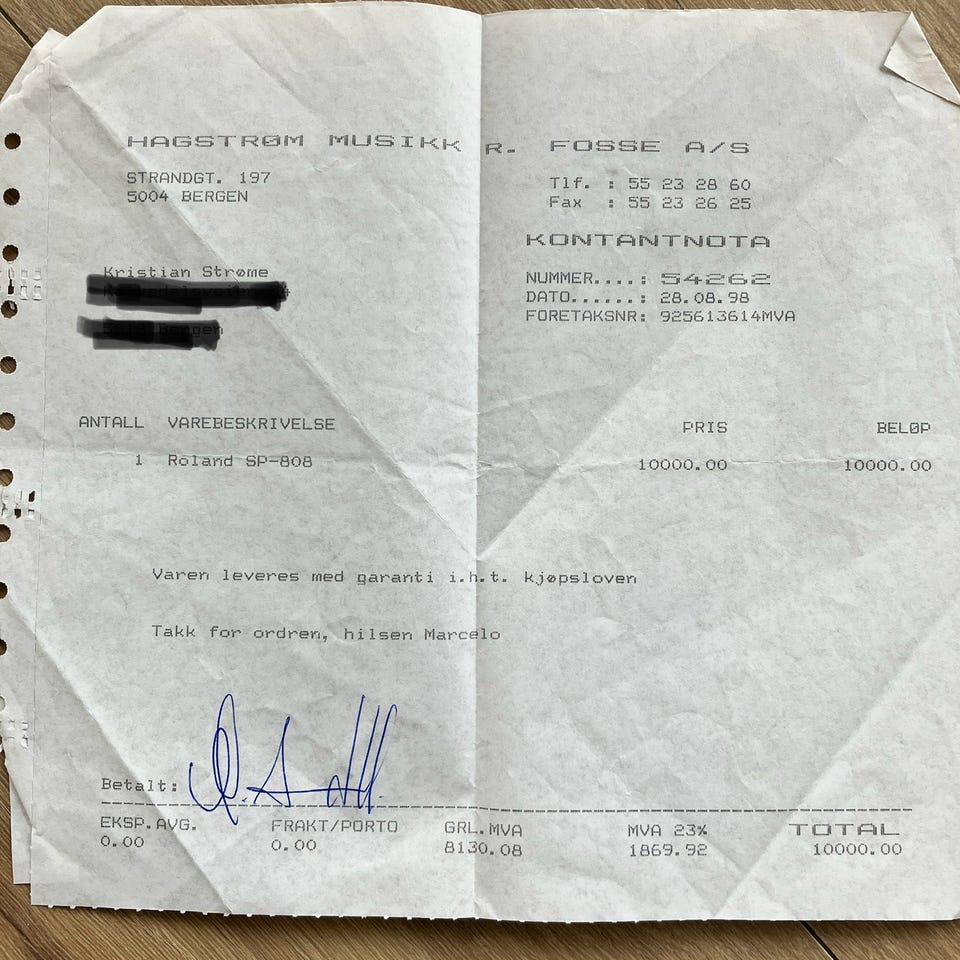 HAGSTRØM MUSIKK R. FOSSE A/S
STRANDGT. 197
5004 BERGEN
Tlf. : 55 23 28 60
Fax : 55 23 26 25
KONTANTNOTA
Kristian Strøme
Bergen
NUMMER....: 54262
DATO......: 28.08.98
FORETAKSNR: 925613614MVA
ANTALL VAREBESKRIVELSE PRIS BELØP
1 Roland SP-808 10000.00 10000.00
Varen leveres med garanti i.h.t. kjøpsloven
Takk for ordren, hilsen Marcelo
Betalt:
EKSP.AVG. FRAKT/PORTO GRL.MVA MVA 23% TOTAL
0.00 0.00 8130.08 1869.92 10000.00